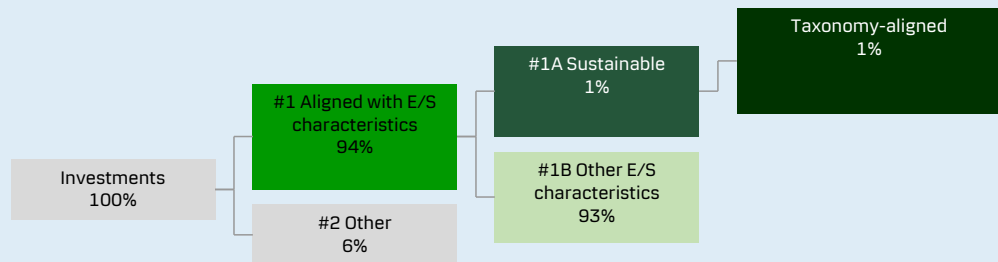 Investments
100%
#1 Aligned with E/S
characteristics
94%
#2 Other
6%
#1A Sustainable
1%
#1B Other E/S
characteristics
93%
Taxonomy-aligned
1%